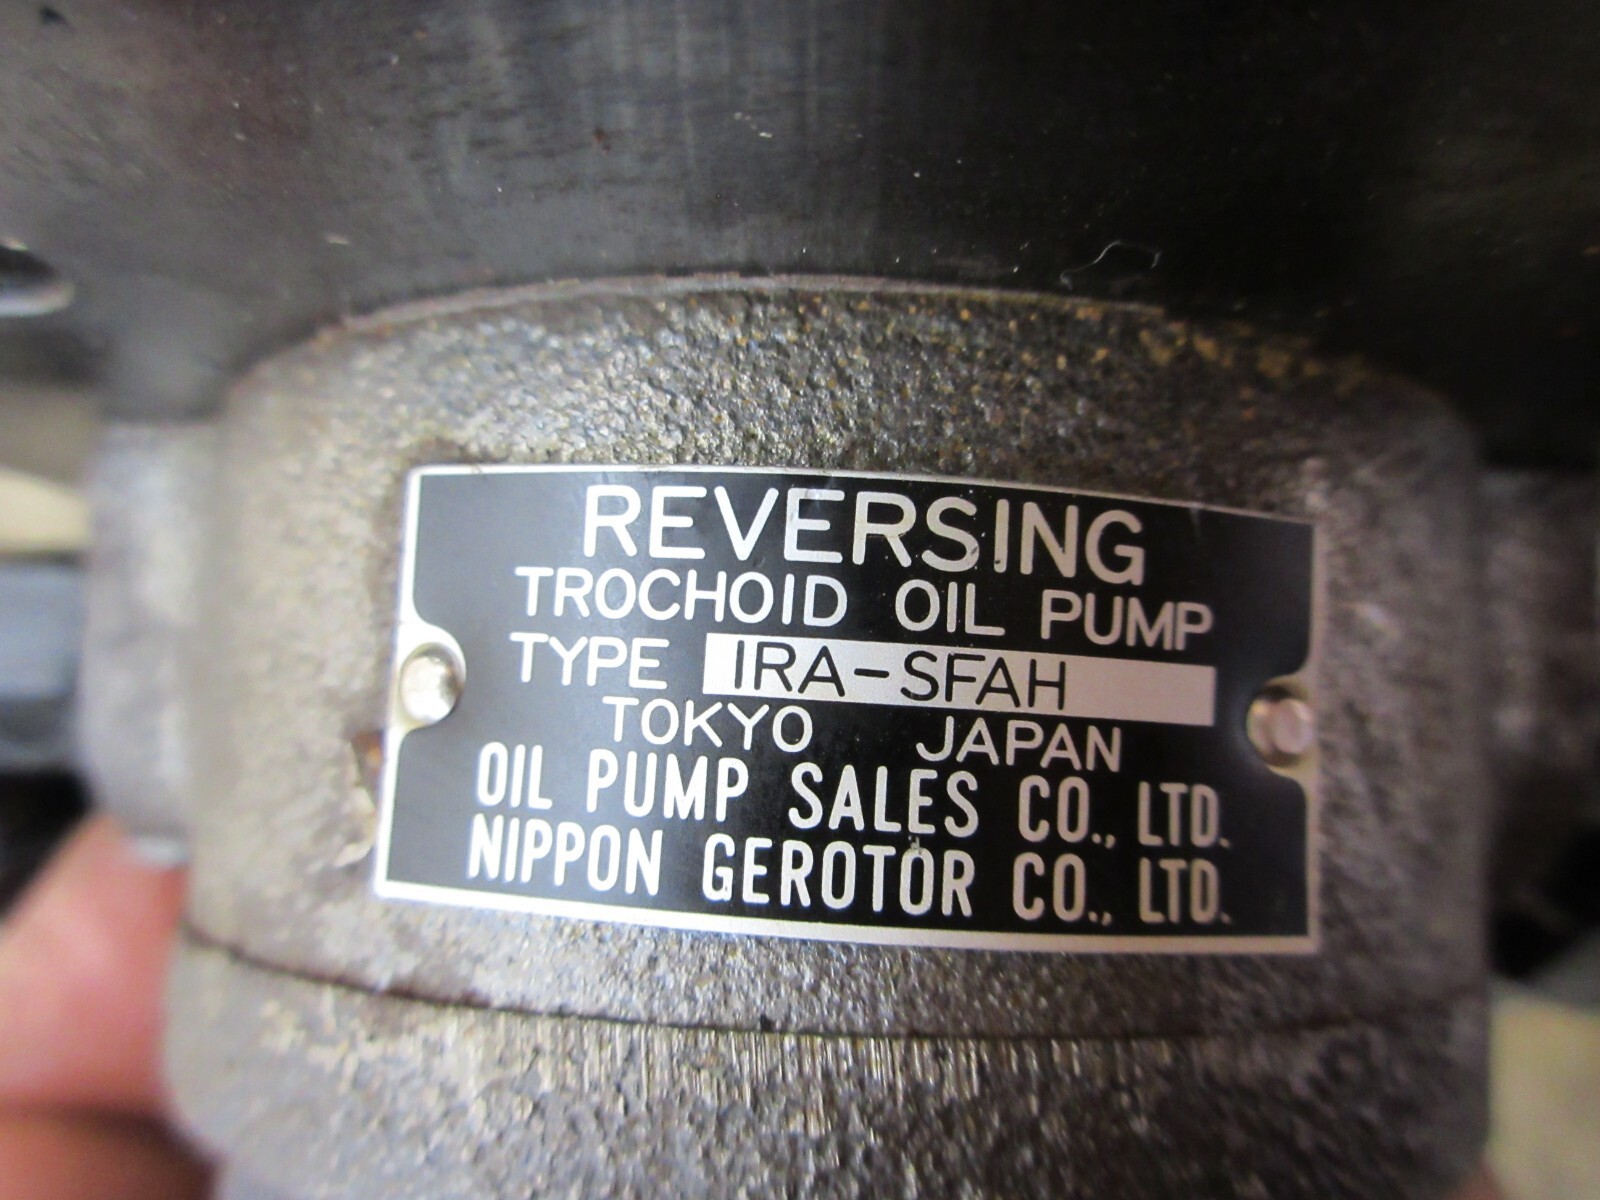 REVERSING
TROCHOID OIL PUMP
TYPE IRA-SFAH
TOKYO JAPAN
OIL PUMP SALES CO., LTD.
NIPPON GEROTOR CO., LTD.